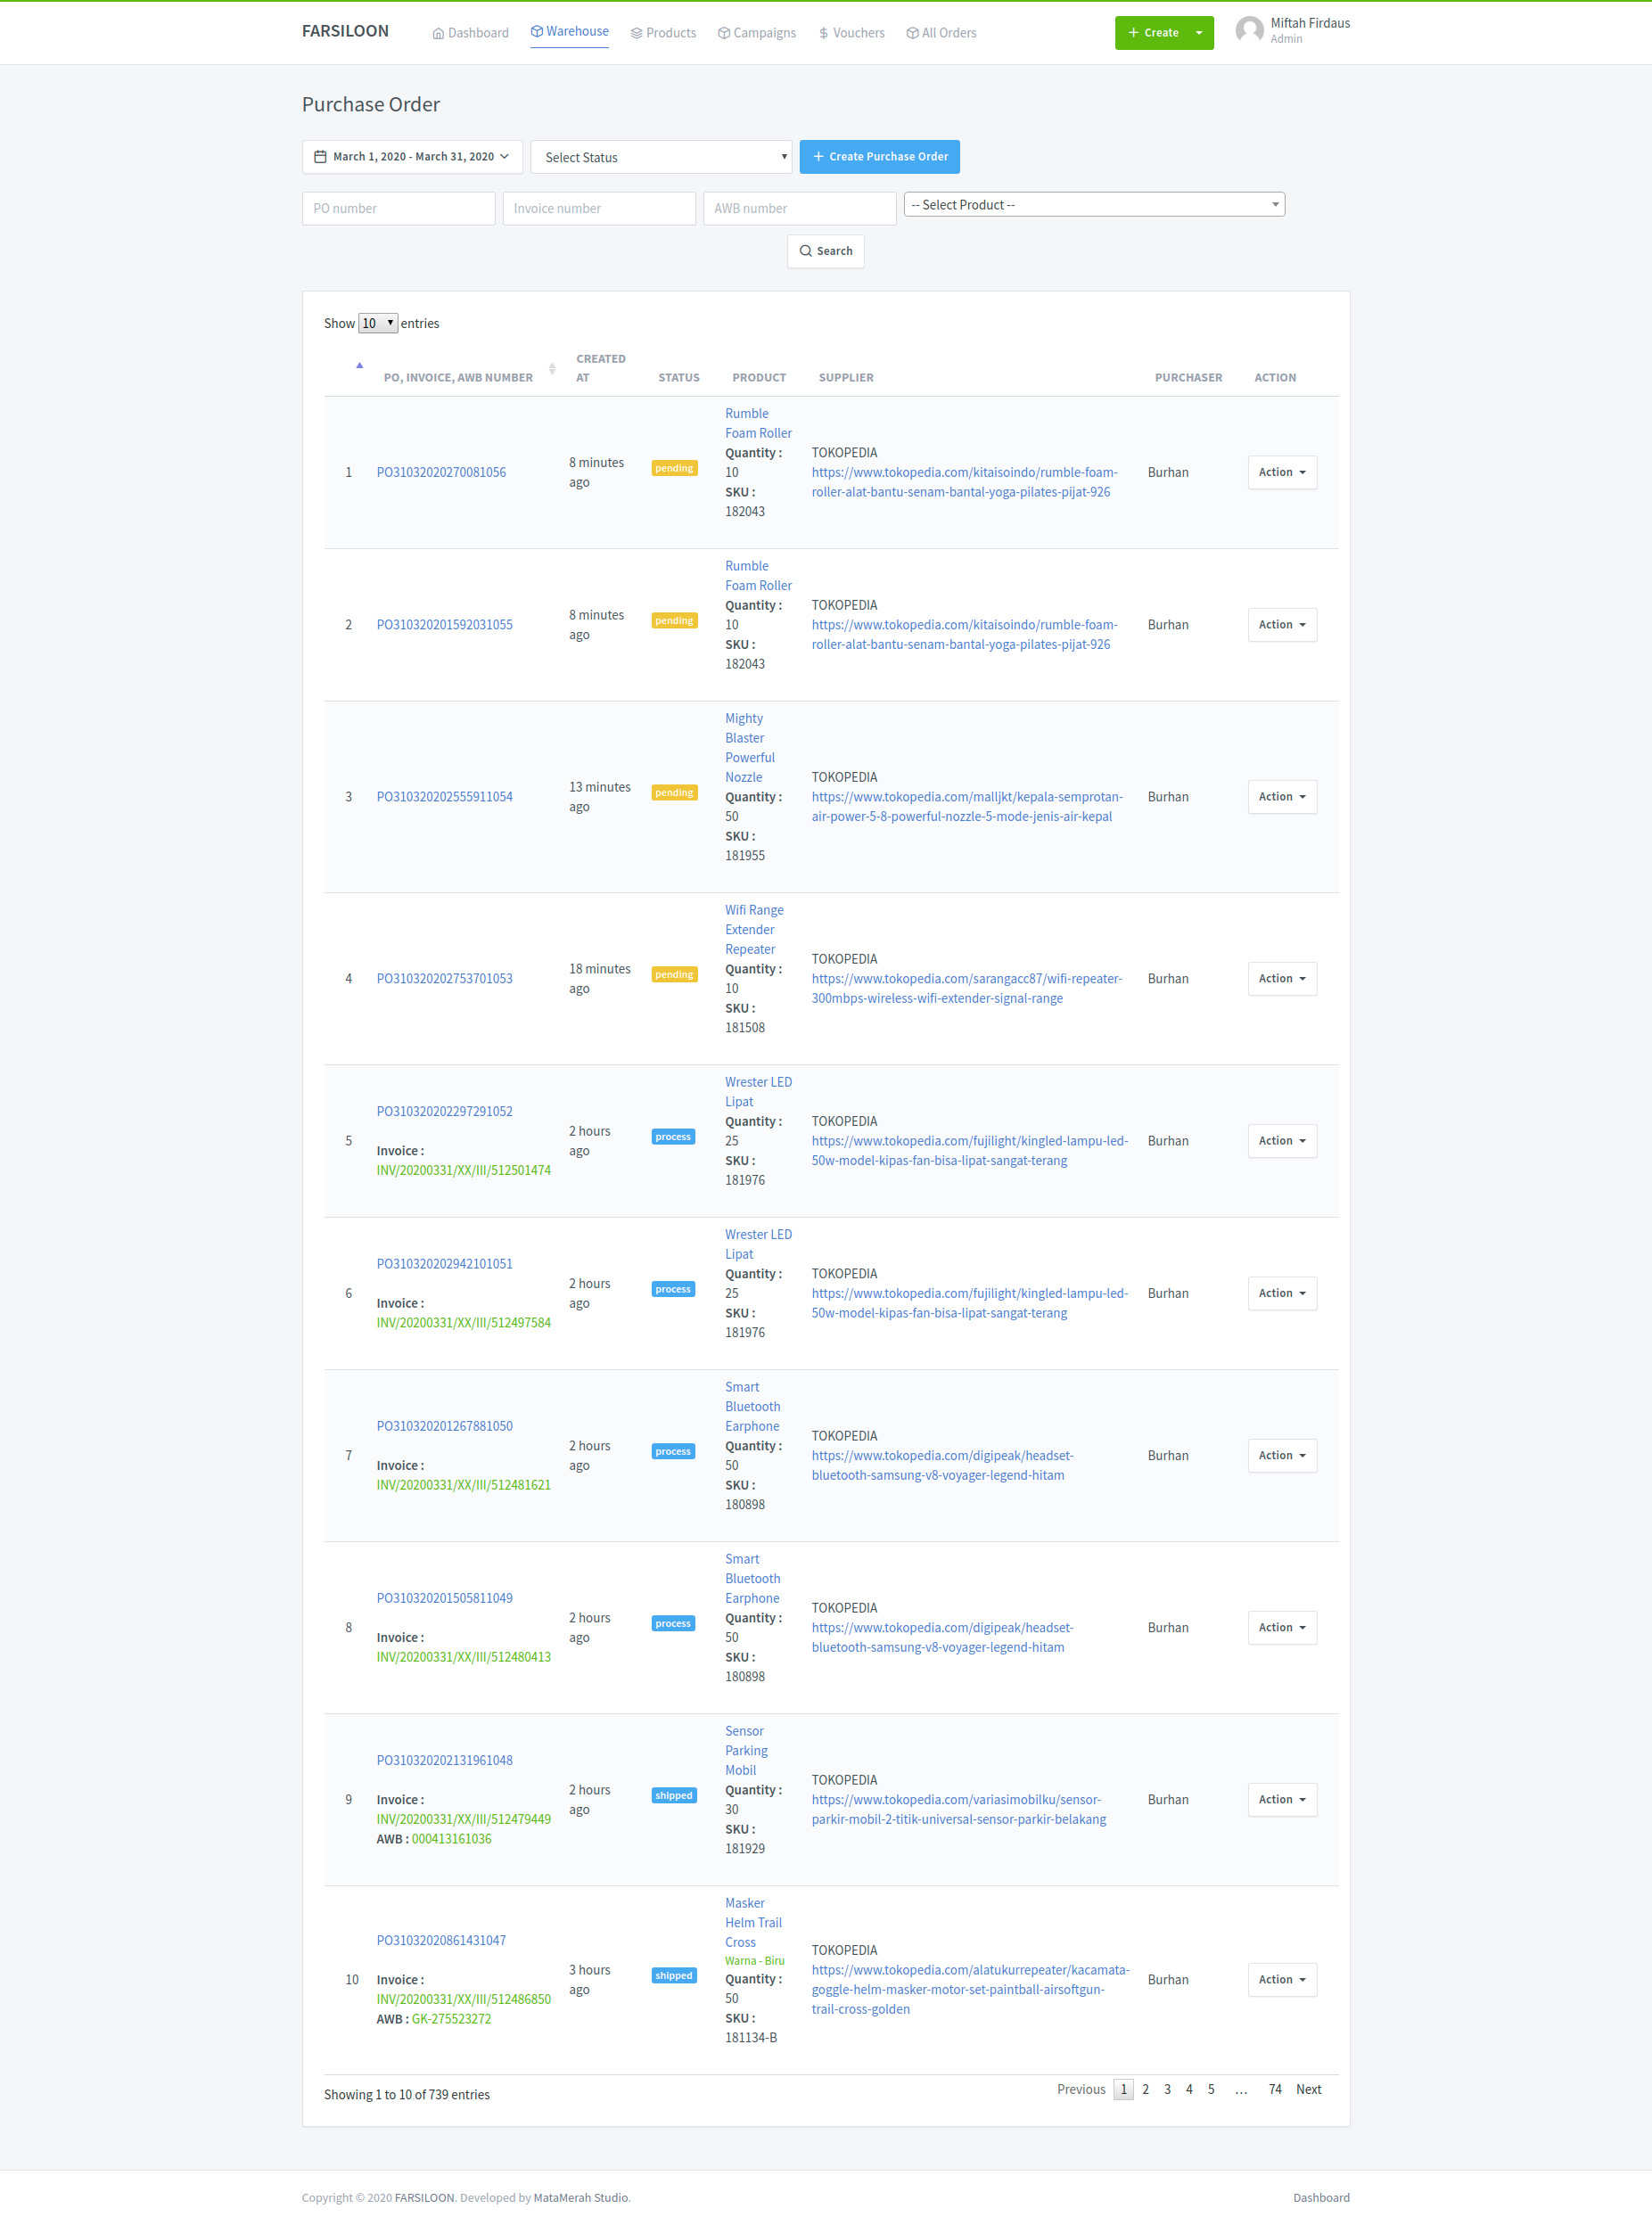 FARSILOON Dashboard Warehouse Products Campaigns Vouchers All Orders Create Miftah Firdaus
Admin
Purchase Order
March 1, 2020 - March 31, 2020 Select Status Create Purchase Order
PO number Invoice number AWB number -- Select Product --
Search
Show 10 entries
PO, INVOICE, AWB NUMBER CREATED AT STATUS PRODUCT SUPPLIER PURCHASER ACTION
1 PO31032020270081056
8 minutes
ago
pending
Rumble
Foam Roller
Quantity :
10
SKU :
182043
TOKOPEDIA
https://www.tokopedia.com/kitaisoindo/rumble-foam-
roller-alat-bantu-senam-bantal-yoga-pilates-pijat-926
Burhan
Action
2 PO310320201592031055
8 minutes
ago
pending
Rumble
Foam Roller
Quantity :
10
SKU :
182043
TOKOPEDIA
https://www.tokopedia.com/kitaisoindo/rumble-foam-
roller-alat-bantu-senam-bantal-yoga-pilates-pijat-926
Burhan
Action
3 PO310320202555911054
13 minutes
ago
pending
Mighty
Blaster
Powerful
Nozzle
Quantity :
50
SKU :
181955
TOKOPEDIA
https://www.tokopedia.com/malljkt/kepala-semprotan-
air-power-5-8-powerful-nozzle-5-mode-jenis-air-kepal
Burhan
Action
4 PO310320202753701053
18 minutes
ago
pending
Wifi Range
Extender
Repeater
Quantity :
10
SKU :
181508
TOKOPEDIA
https://www.tokopedia.com/sarangacc87/wifi-repeater-
300mbps-wireless-wifi-extender-signal-range
Burhan
Action
5 PO310320202297291052
Invoice :
INV/20200331/XX/III/512501474
2 hours
ago
process
Wrester LED
Lipat
Quantity :
25
SKU :
181976
TOKOPEDIA
https://www.tokopedia.com/fujilight/kingled-lampu-led-
50w-model-kipas-fan-bisa-lipat-sangat-terang
Burhan
Action
6 PO310320202942101051
Invoice :
INV/20200331/XX/III/512497584
2 hours
ago
process
Wrester LED
Lipat
Quantity :
25
SKU :
181976
TOKOPEDIA
https://www.tokopedia.com/fujilight/kingled-lampu-led-
50w-model-kipas-fan-bisa-lipat-sangat-terang
Burhan
Action
7 PO310320201267881050
Invoice :
INV/20200331/XX/III/512481621
2 hours
ago
process
Smart
Bluetooth
Earphone
Quantity :
50
SKU :
180898
TOKOPEDIA
https://www.tokopedia.com/digipeak/headset-
bluetooth-samsung-v8-voyager-legend-hitam
Burhan
Action
8 PO310320201505811049
Invoice :
INV/20200331/XX/III/512480413
2 hours
ago
process
Smart
Bluetooth
Earphone
Quantity :
50
SKU :
180898
TOKOPEDIA
https://www.tokopedia.com/digipeak/headset-
bluetooth-samsung-v8-voyager-legend-hitam
Burhan
Action
9 PO310320202131961048
Invoice :
INV/20200331/XX/III/512479449
AWB : 000413161036
2 hours
ago
shipped
Sensor
Parking
Mobil
Quantity :
30
SKU :
181929
TOKOPEDIA
https://www.tokopedia.com/variasimobilku/sensor-
parkir-mobil-2-titik-universal-sensor-parkir-belakang
Burhan
Action
10 PO31032020861431047
Invoice :
INV/20200331/XX/III/512486850
AWB : GK-275523272
3 hours
ago
shipped
Masker
Helm Trail
Cross
Warna - Biru
Quantity :
50
SKU :
181134-B
TOKOPEDIA
https://www.tokopedia.com/alatukurrepeater/kacamata-
goggle-helm-masker-motor-set-paintball-airsoftgun-
trail-cross-golden
Burhan
Action
Showing 1 to 10 of 739 entries Previous 1 2 3 4 5 … 74 Next
Copyright © 2020 FARSILOON. Developed by MataMerah Studio. Dashboard